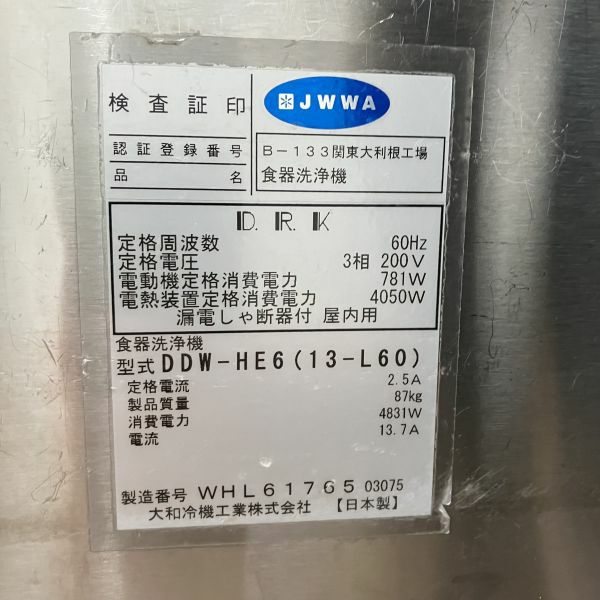 検査証印 JWWA
認証登録番号 B-133関東大利根工場
品名 食器洗浄機
D.R.K
定格周波数 60Hz
定格電圧 3相 200V
電動機定格消費電力 781W
電熱装置定格消費電力 4050W
漏電しゃ断器付 屋内用
食器洗浄機
型式 DDW-HE6(13-L60)
定格電流 2.5A
製品質量 87kg
消費電力 4831W
電流 13.7A
製造番号 WHL61765 03075
大和冷機工業株式会社 【日本製】